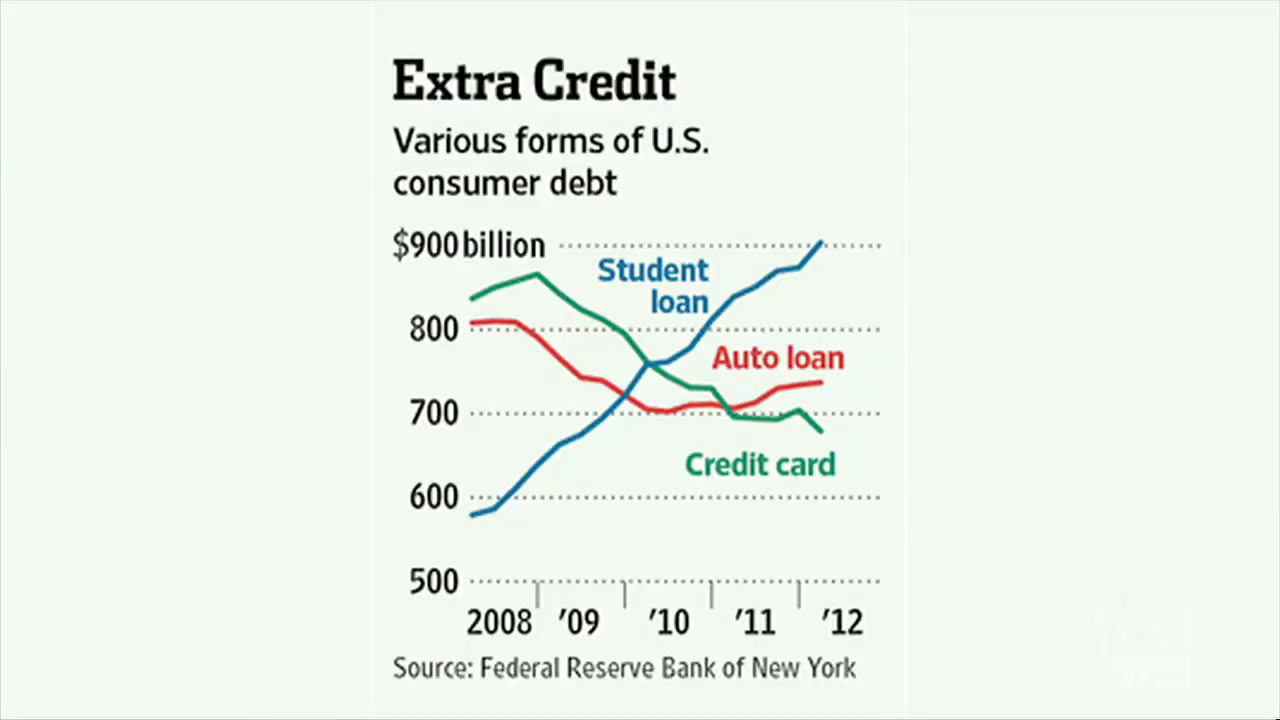 Extra Credit
Various forms of U.S.
consumer debt
$900 billion
Student
loan
800
Auto loan
700
Credit card
600
500
2008 ’09 ’10 ’11 ’12
Source: Federal Reserve Bank of New York